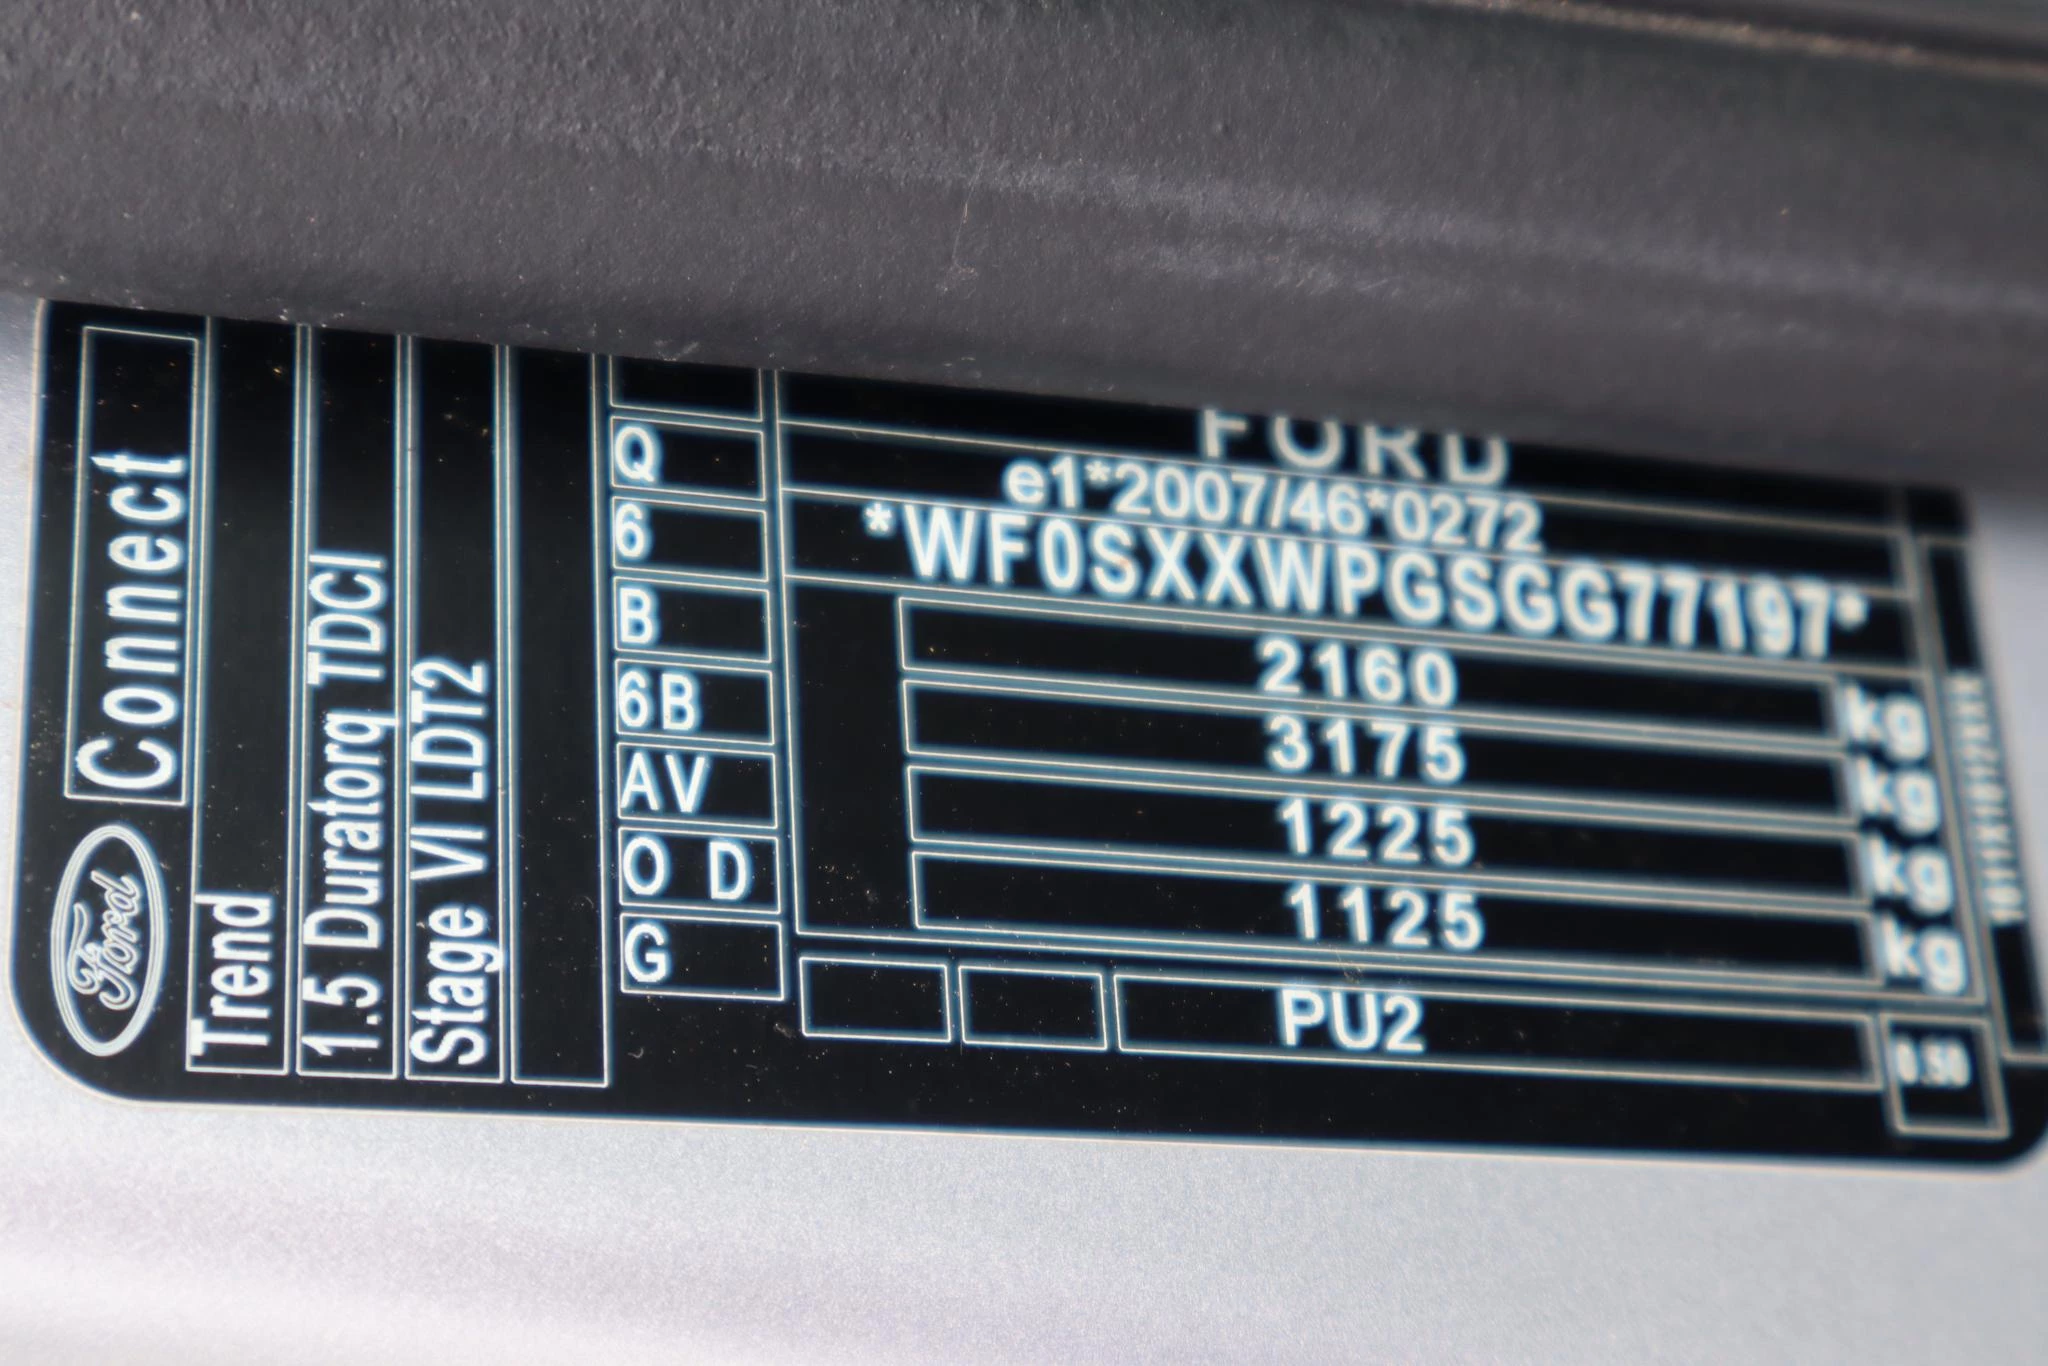 Ford
Connect
Trend
1.5 Duratorq TDCI
Stage VI LDT2
Q
6
B
6B
AV
O D
G
FORD
e1*2007/46*0272
*WF0SXXWPGSGG77197*
2160 kg
3175 kg
1225 kg
1125 kg
PU2
0.50